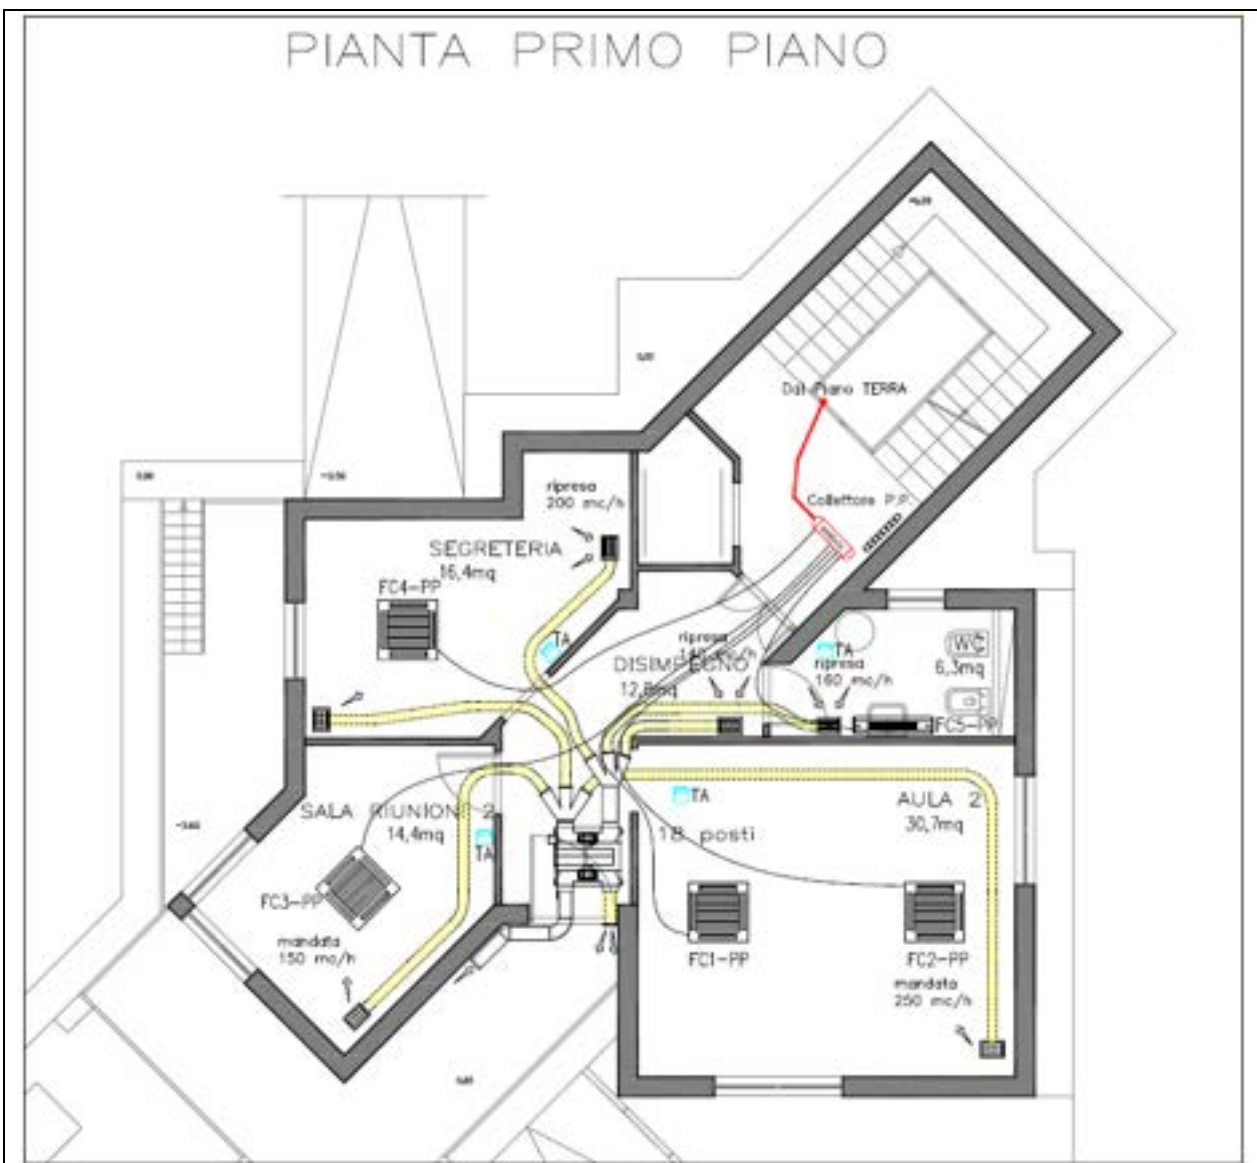 PIANTA PRIMO PIANO
Dal Piano TERRA
Collettore P.P.
ripresa
200 mc/h
SEGRETERIA
16,4mq
FC4-PP
TA
ripresa
DISIMPEGNO
12,8mq
TA
ripresa
160 mc/h
WC
6,3mq
FC5-PP
SALA RIUNIONI 2
14,4mq
TA
TA
18 posti
AULA 2
30,7mq
FC3-PP
mandata
150 mc/h
FC1-PP
FC2-PP
mandata
250 mc/h